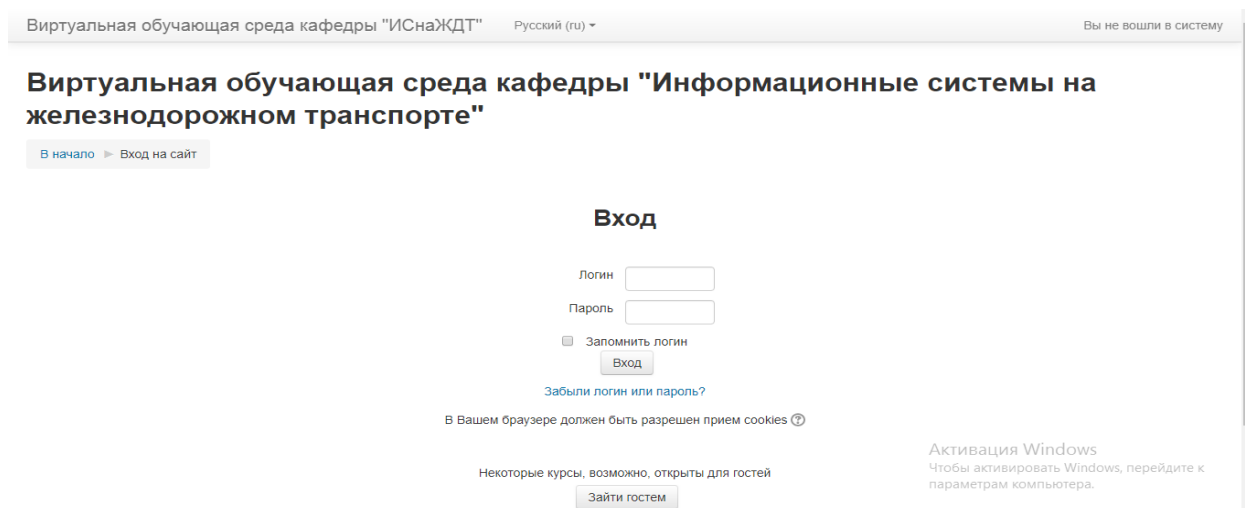 Виртуальная обучающая среда кафедры "ИСнаЖДТ" Русский (ru) Вы не вошли в систему
Виртуальная обучающая среда кафедры "Информационные системы на
железнодорожном транспорте"
В начало ► Вход на сайт
Вход
Логин
Пароль
Запомнить логин
Вход
Забыли логин или пароль?
В Вашем браузере должен быть разрешен прием cookies
Некоторые курсы, возможно, открыты для гостей
Зайти гостем
Активация Windows
Чтобы активировать Windows, перейдите к
параметрам компьютера.